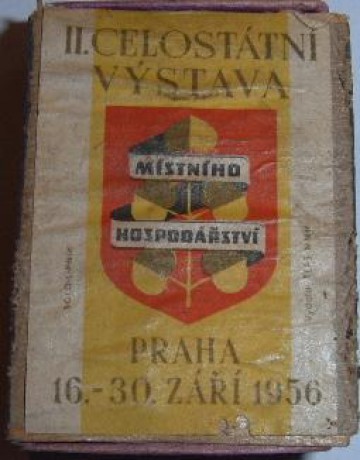 II. CELOSTÁTNÍ
VÝSTAVA
MÍSTNÍHO
HOSPODÁŘSTVÍ
PRAHA
16.-30. ZÁŘÍ 1956